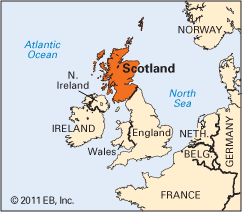 NORWAY
Atlantic
Ocean
Scotland
N.
Ireland
North
Sea
IRELAND
England
Wales
NETH.
BELG.
GERMANY
FRANCE
© 2011 EB, Inc.